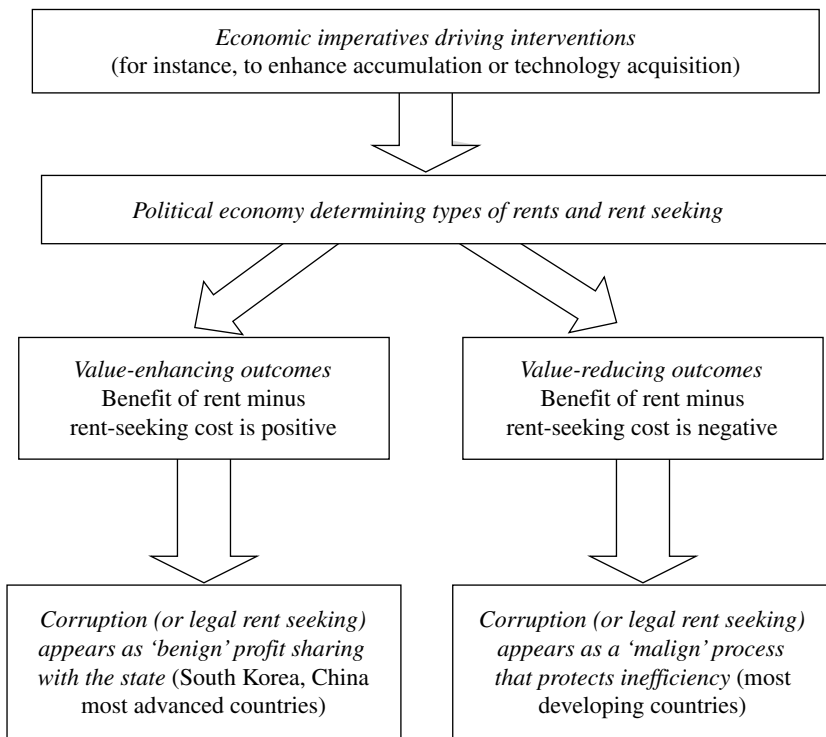 Economic imperatives driving interventions
(for instance, to enhance accumulation or technology acquisition)
Political economy determining types of rents and rent seeking
Value-enhancing outcomes
Benefit of rent minus
rent-seeking cost is positive
Value-reducing outcomes
Benefit of rent minus
rent-seeking cost is negative
Corruption (or legal rent seeking)
appears as ‘benign’ profit sharing
with the state (South Korea, China
most advanced countries)
Corruption (or legal rent seeking)
appears as a ‘malign’ process
that protects inefficiency (most
developing countries)